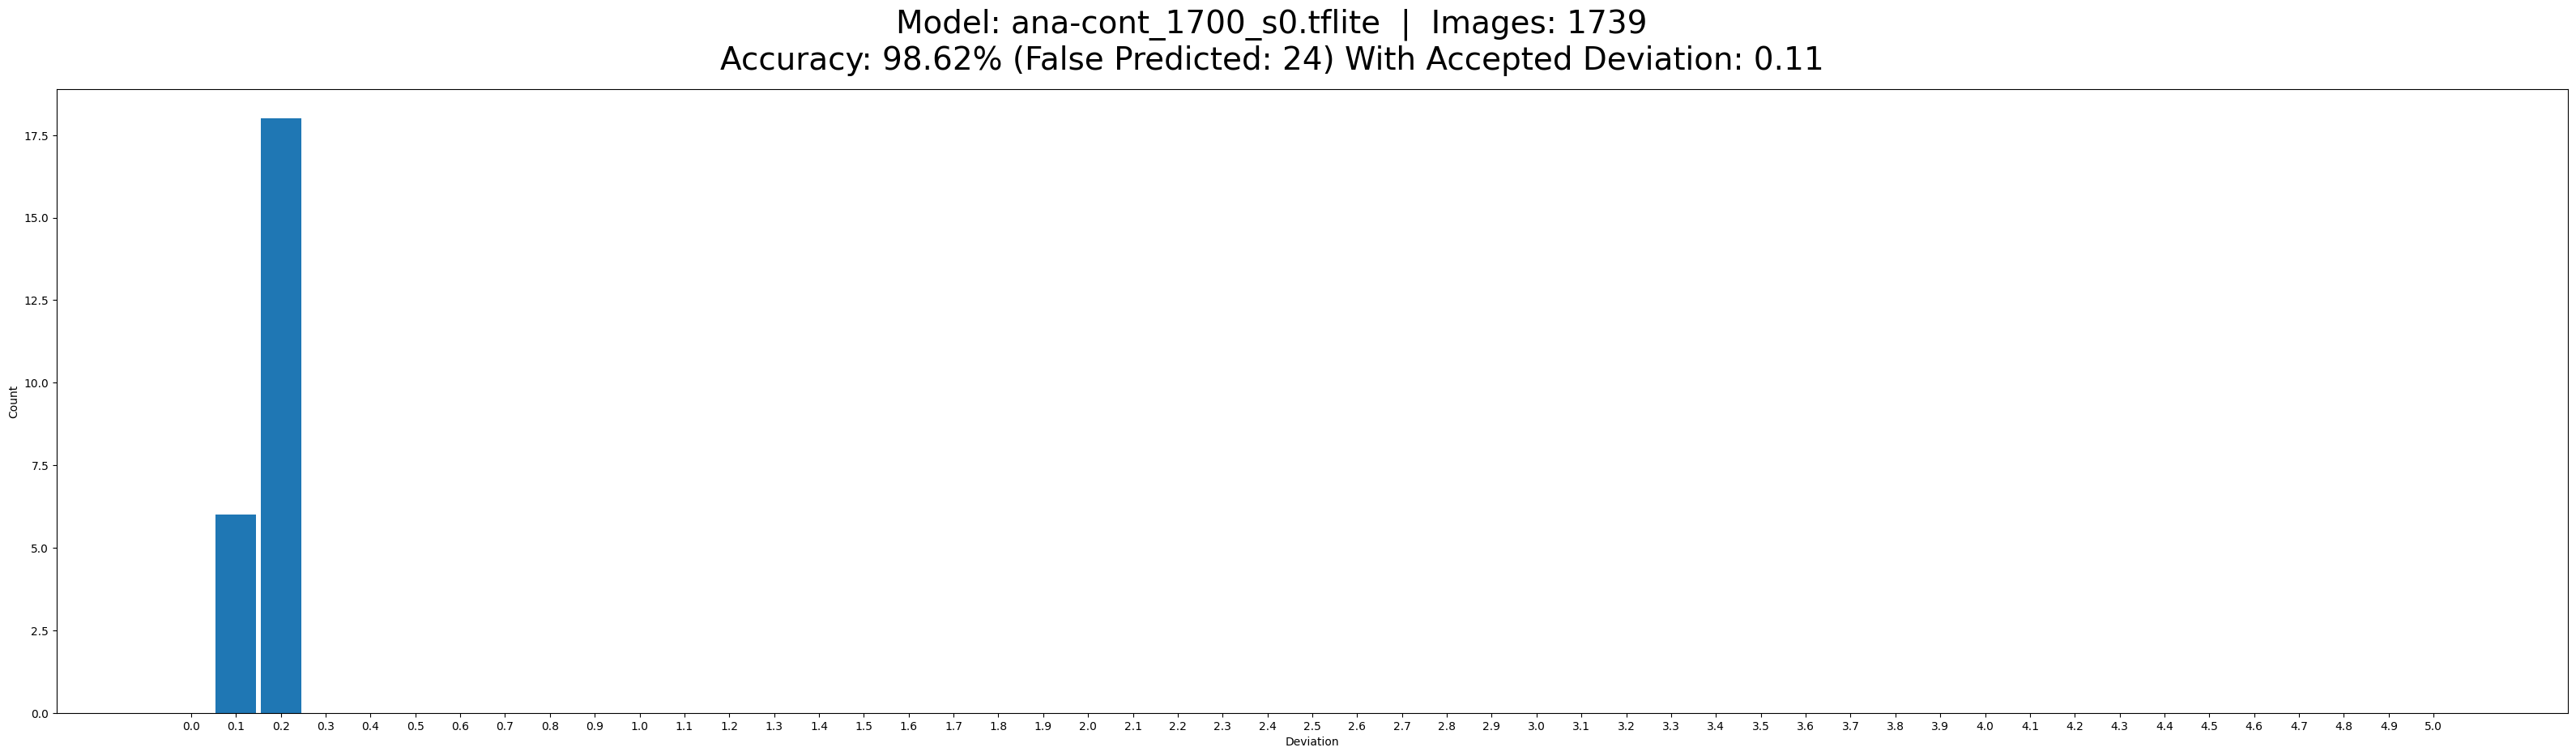 Model: ana-cont_1700_s0.tflite | Images: 1739
Accuracy: 98.62% (False Predicted: 24) With Accepted Deviation: 0.11
17.5
15.0
12.5
10.0
7.5
5.0
2.5
0.0
Count
0.0 0.1 0.2 0.3 0.4 0.5 0.6 0.7 0.8 0.9 1.0 1.1 1.2 1.3 1.4 1.5 1.6 1.7 1.8 1.9 2.0 2.1 2.2 2.3 2.4 2.5 2.6 2.7 2.8 2.9 3.0 3.1 3.2 3.3 3.4 3.5 3.6 3.7 3.8 3.9 4.0 4.1 4.2 4.3 4.4 4.5 4.6 4.7 4.8 4.9 5.0
Deviation